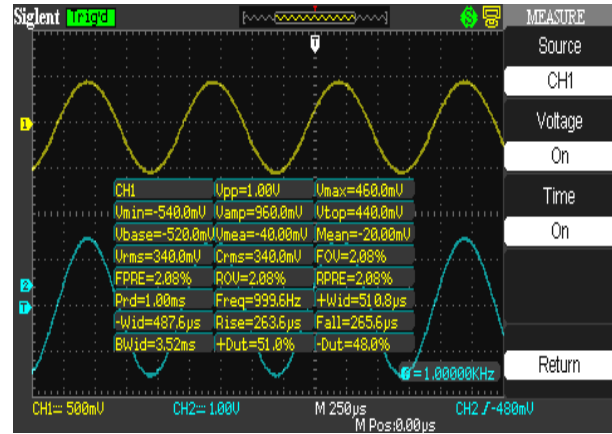 Siglent Trig'd MEASURE
T
Source
CH1
1
Voltage
On
CH1 Vpp=1.00V Vmax=460.0mV
Time
Vmin=-540.0mV Vamp=960.0mV Vtop=440.0mV
On
Vbase=-520.0mV Vmea=-40.00mV Mean=-20.00mV
Vrms=340.0mV Crms=340.0mV FOV=2.08%
FPRE=2.08% ROV=2.08% RPRE=2.08%
2
Prd=1.00ms Freq=999.6Hz +Wid=510.8µs
T
-Wid=487.6µs Rise=263.6µs Fall=265.6µs
BWid=3.52ms +Dut=51.0% -Dut=48.0%
Return
=1.00000KHz
CH1 500mV CH2 1.00V M 250µs CH2 -480mV
M Pos:0.00µs